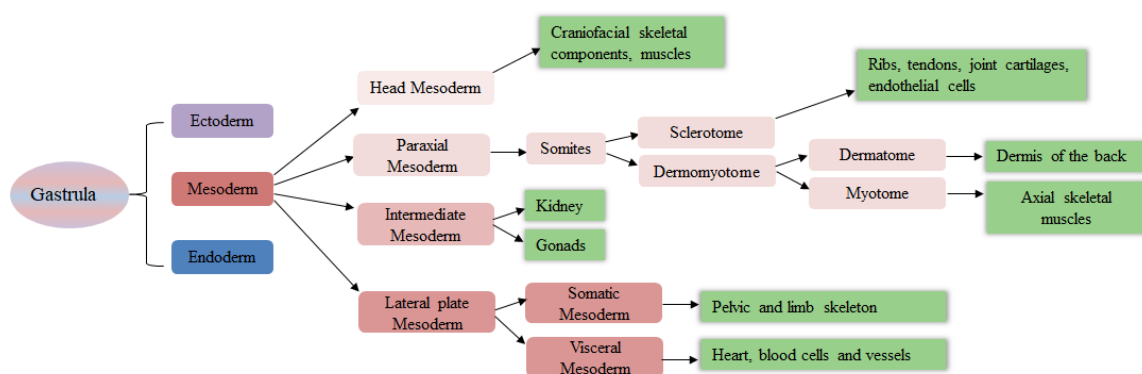 Craniofacial skeletal
components, muscles
Ribs, tendons, joint cartilages,
endothelial cells
Head Mesoderm
Ectoderm
Sclerotome
Paraxial
Mesoderm
Somites
Dermomyotome
Dermatome
Dermis of the back
Gastrula
Mesoderm
Myotome
Axial skeletal
muscles
Intermediate
Mesoderm
Kidney
Gonads
Endoderm
Lateral plate
Mesoderm
Somatic
Mesoderm
Pelvic and limb skeleton
Visceral
Mesoderm
Heart, blood cells and vessels